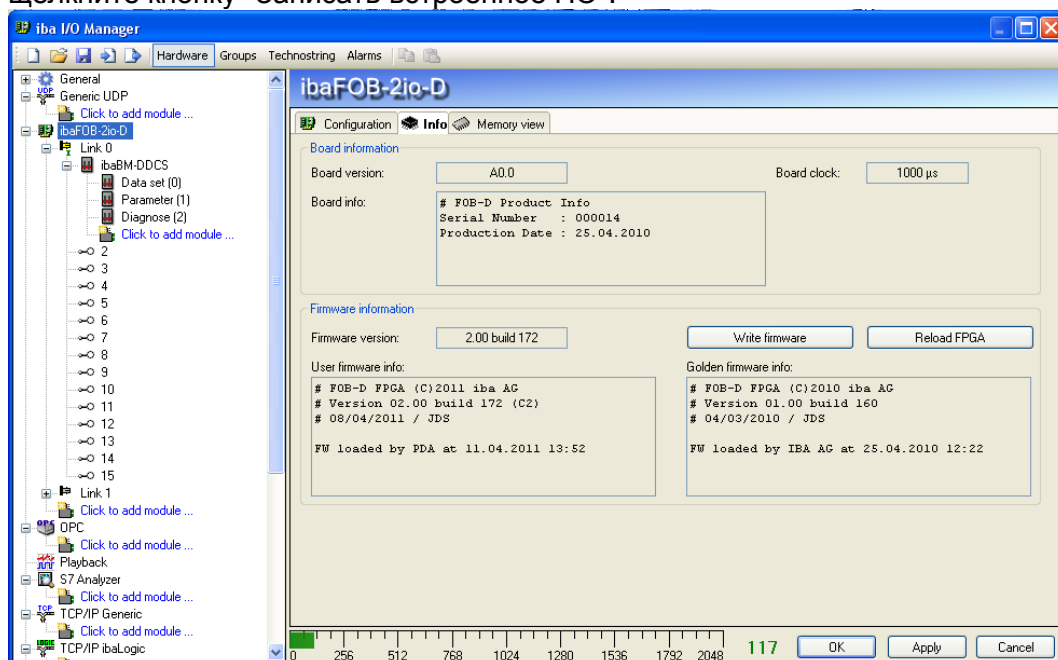 Щелкните кнопку "Записать встроенное ПО".
iba I/O Manager
Hardware Groups Technostring Alarms
General
Generic UDP
Click to add module ...
ibaFOB-2io-D
Link 0
ibaBM-DDCS
Data set (0)
Parameter (1)
Diagnose (2)
Click to add module ...
2
3
4
5
6
7
8
9
10
11
12
13
14
15
Link 1
Click to add module ...
OPC
Click to add module ...
Playback
S7 Analyzer
Click to add module ...
TCP/IP Generic
Click to add module ...
TCP/IP ibaLogic
ibaFOB-2io-D
Configuration Info Memory view
Board information
Board version: A0.0 Board clock: 1000 µs
Board info: # FOB-D Product Info
Serial Number : 000014
Production Date : 25.04.2010
Firmware information
Firmware version: 2.00 build 172 Write firmware Reload FPGA
User firmware info:
# FOB-D FPGA (C)2011 iba AG
# Version 02.00 build 172 (C2)
# 08/04/2011 / JDS
FW loaded by PDA at 11.04.2011 13:52
Golden firmware info:
# FOB-D FPGA (C)2010 iba AG
# Version 01.00 build 160
# 04/03/2010 / JDS
FW loaded by IBA AG at 25.04.2010 12:22
0 256 512 768 1024 1280 1536 1792 2048 117 OK Apply Cancel